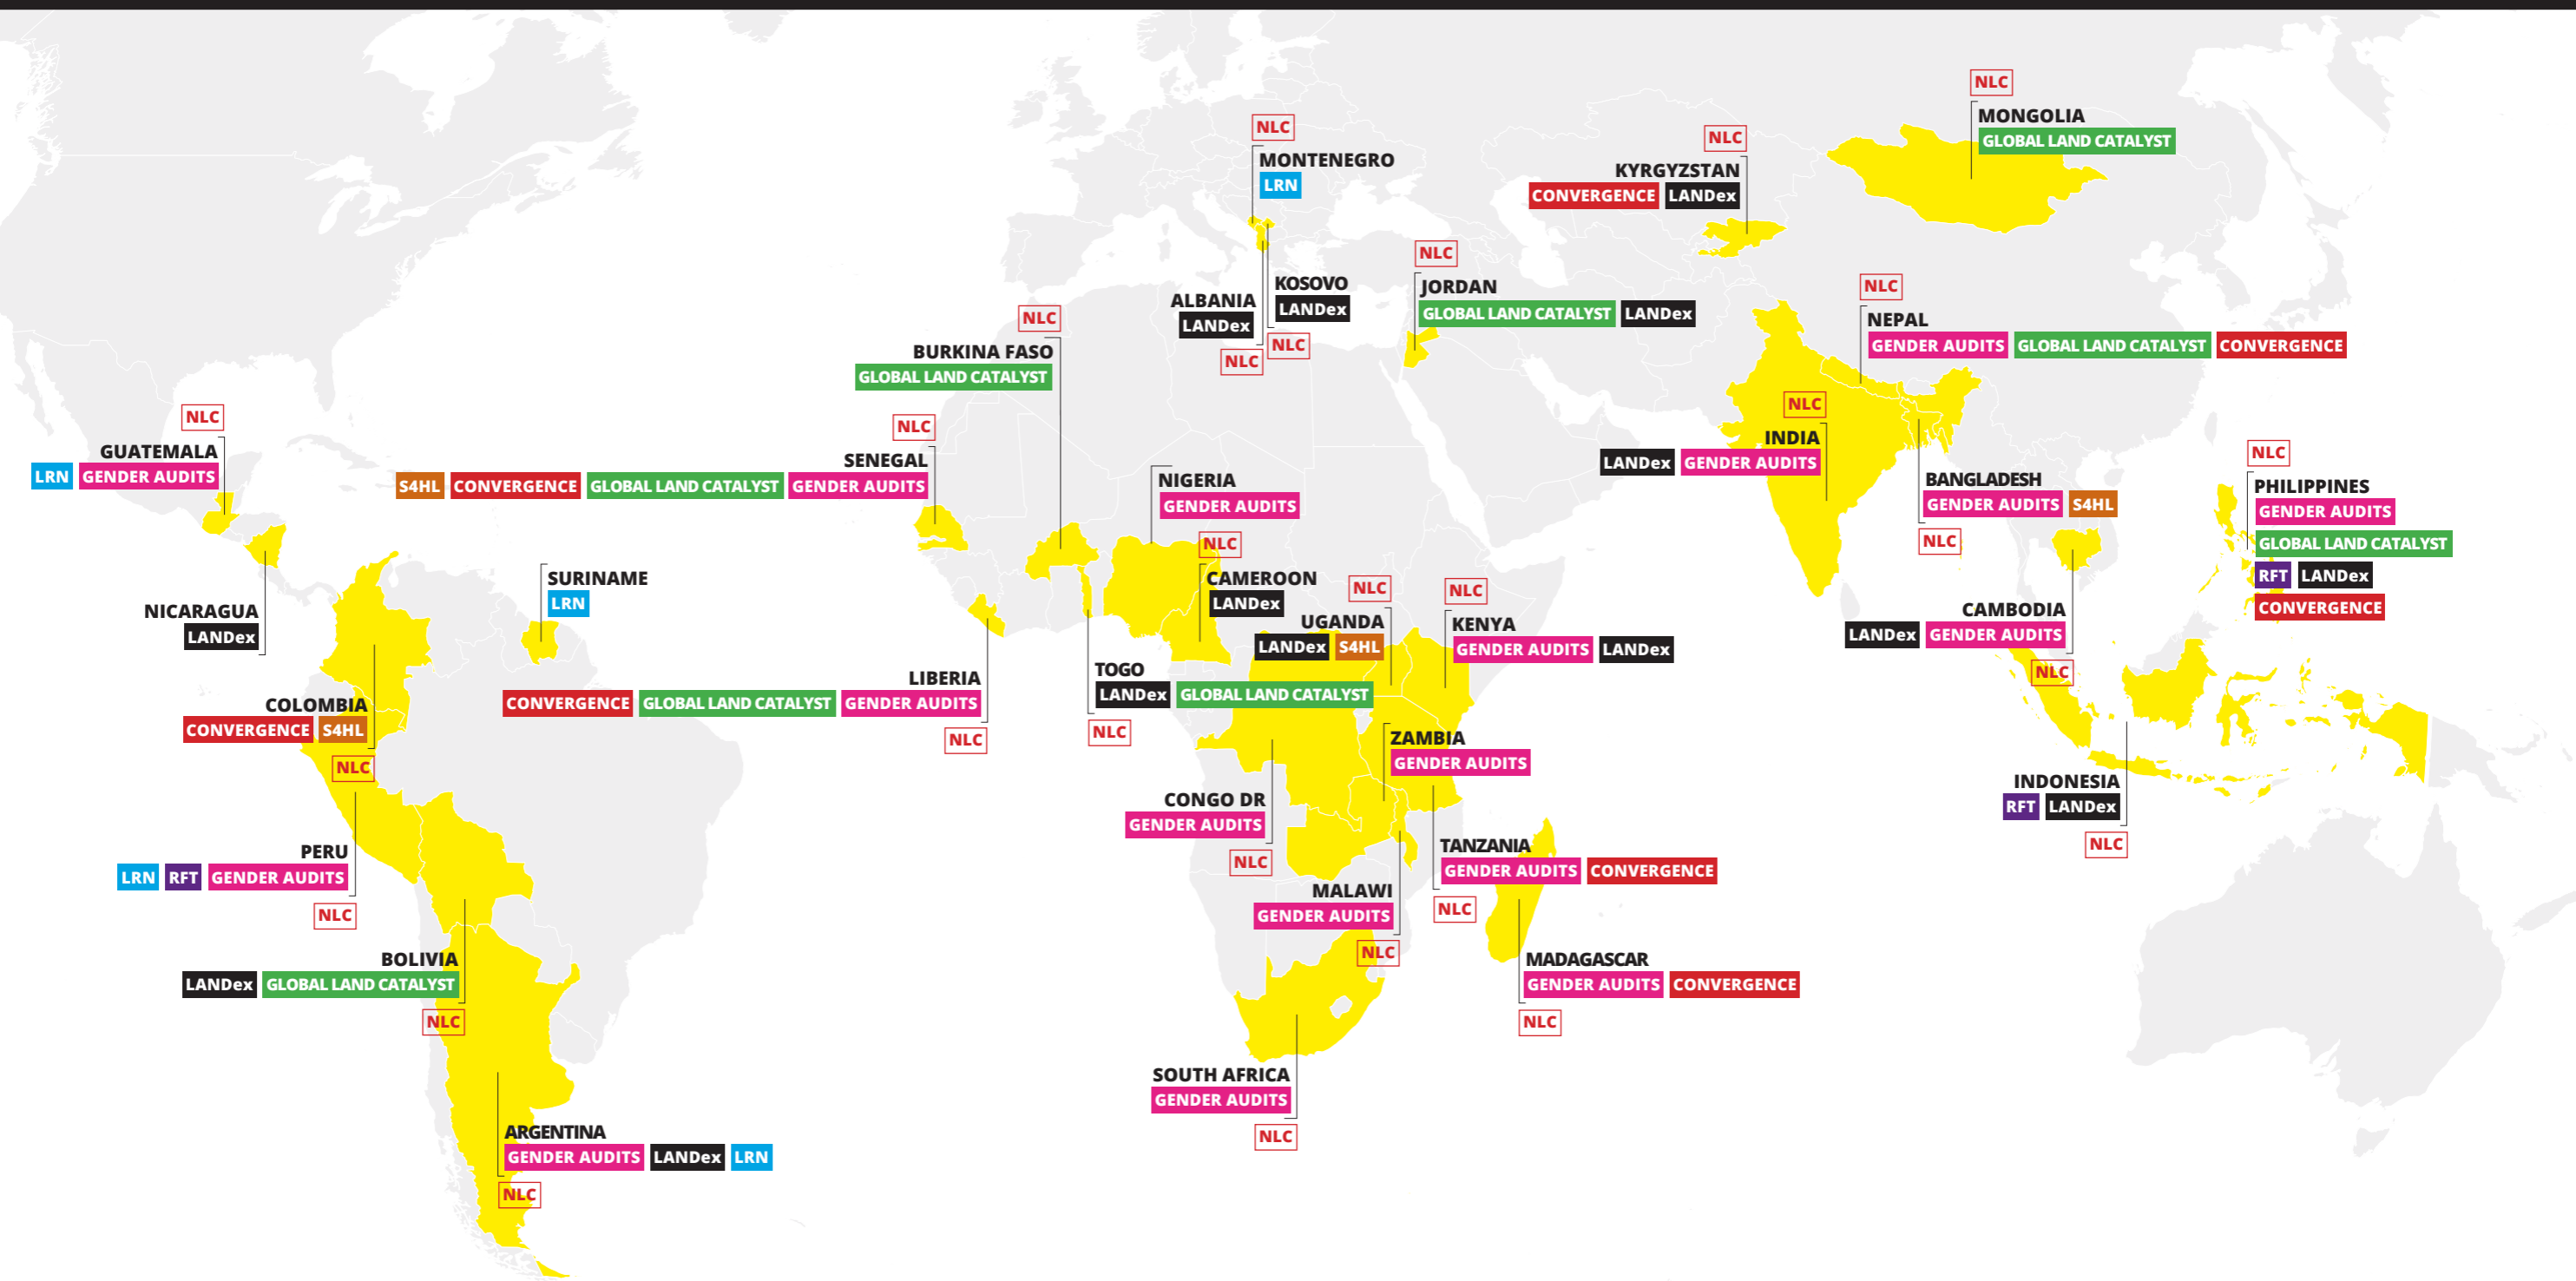 NLC
MONGOLIA
GLOBAL LAND CATALYST
NLC
MONTENEGRO
LRN
NLC
KYRGYZSTAN
CONVERGENCE LANDex
NLC
JORDAN
GLOBAL LAND CATALYST LANDex
KOSOVO
LANDex
NLC
ALBANIA
LANDex
NLC
NLC
NEPAL
GENDER AUDITS GLOBAL LAND CATALYST CONVERGENCE
NLC
BURKINA FASO
GLOBAL LAND CATALYST
NLC
GUATEMALA
LRN GENDER AUDITS
NLC
SENEGAL
S4HL CONVERGENCE GLOBAL LAND CATALYST GENDER AUDITS
NIGERIA
GENDER AUDITS
NLC
INDIA
LANDex GENDER AUDITS
BANGLADESH
GENDER AUDITS S4HL
NLC
NLC
PHILIPPINES
GENDER AUDITS
GLOBAL LAND CATALYST
RFT LANDex
CONVERGENCE
NICARAGUA
LANDex
SURINAME
LRN
NLC
CAMEROON
LANDex
NLC
UGANDA
LANDex S4HL
NLC
KENYA
GENDER AUDITS LANDex
CAMBODIA
LANDex GENDER AUDITS
NLC
COLOMBIA
CONVERGENCE S4HL
NLC
LIBERIA
CONVERGENCE GLOBAL LAND CATALYST GENDER AUDITS
NLC
TOGO
LANDex GLOBAL LAND CATALYST
NLC
ZAMBIA
GENDER AUDITS
CONGO DR
GENDER AUDITS
NLC
INDONESIA
RFT LANDex
NLC
PERU
LRN RFT GENDER AUDITS
NLC
TANZANIA
GENDER AUDITS CONVERGENCE
NLC
MALAWI
GENDER AUDITS
NLC
BOLIVIA
LANDex GLOBAL LAND CATALYST
NLC
MADAGASCAR
GENDER AUDITS CONVERGENCE
NLC
SOUTH AFRICA
GENDER AUDITS
NLC
ARGENTINA
GENDER AUDITS LANDex LRN
NLC